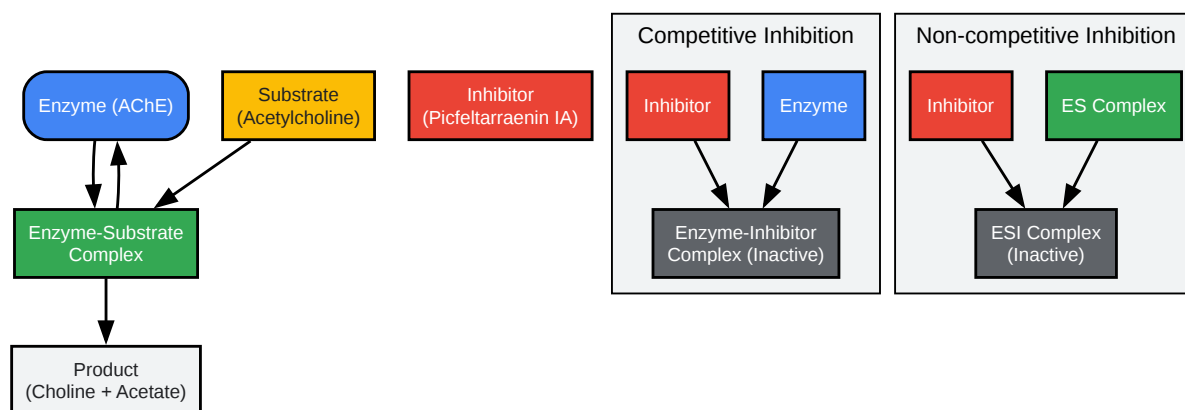 Competitive Inhibition
Non-competitive Inhibition
Enzyme (AChE)
Substrate
(Acetylcholine)
Inhibitor
(Picfeltarraenin IA)
Inhibitor
Enzyme
Inhibitor
ES Complex
Enzyme-Substrate
Complex
Enzyme-Inhibitor
Complex (Inactive)
ESI Complex
(Inactive)
Product
(Choline + Acetate)